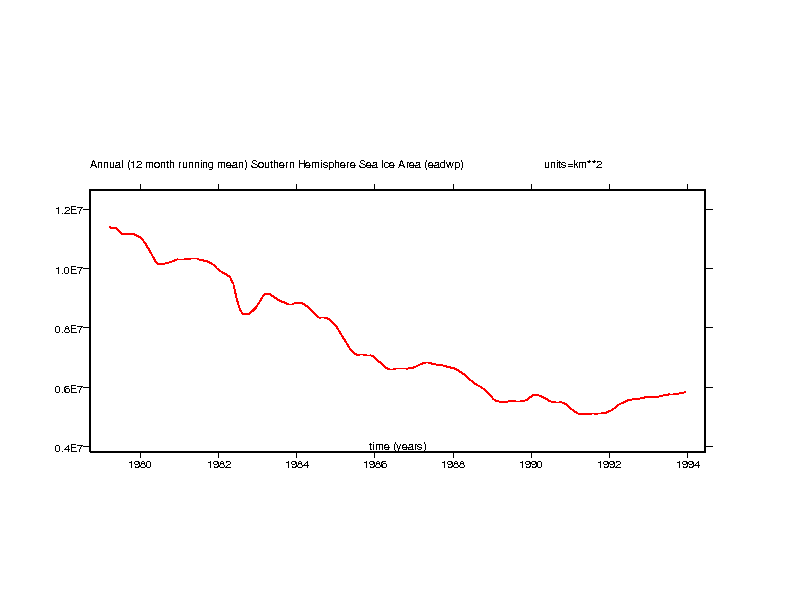 Annual (12 month running mean) Southern Hemisphere Sea Ice Area (eadwp) units=km**2
1.2E7
1.0E7
0.8E7
0.6E7
0.4E7
time (years)
1980 1982 1984 1986 1988 1990 1992 1994